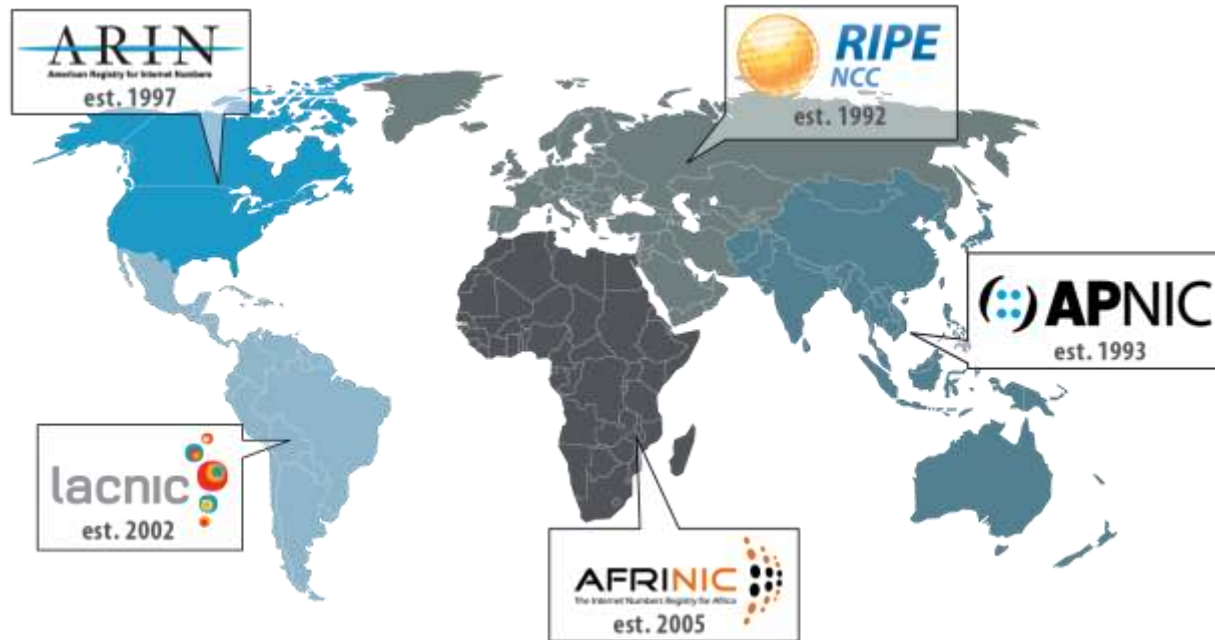 ARIN
American Registry for Internet Numbers
est. 1997
RIPE
NCC
est. 1992
APNIC
est. 1993
lacnic
est. 2002
AFRINIC
The Internet Numbers Registry for Africa
est. 2005